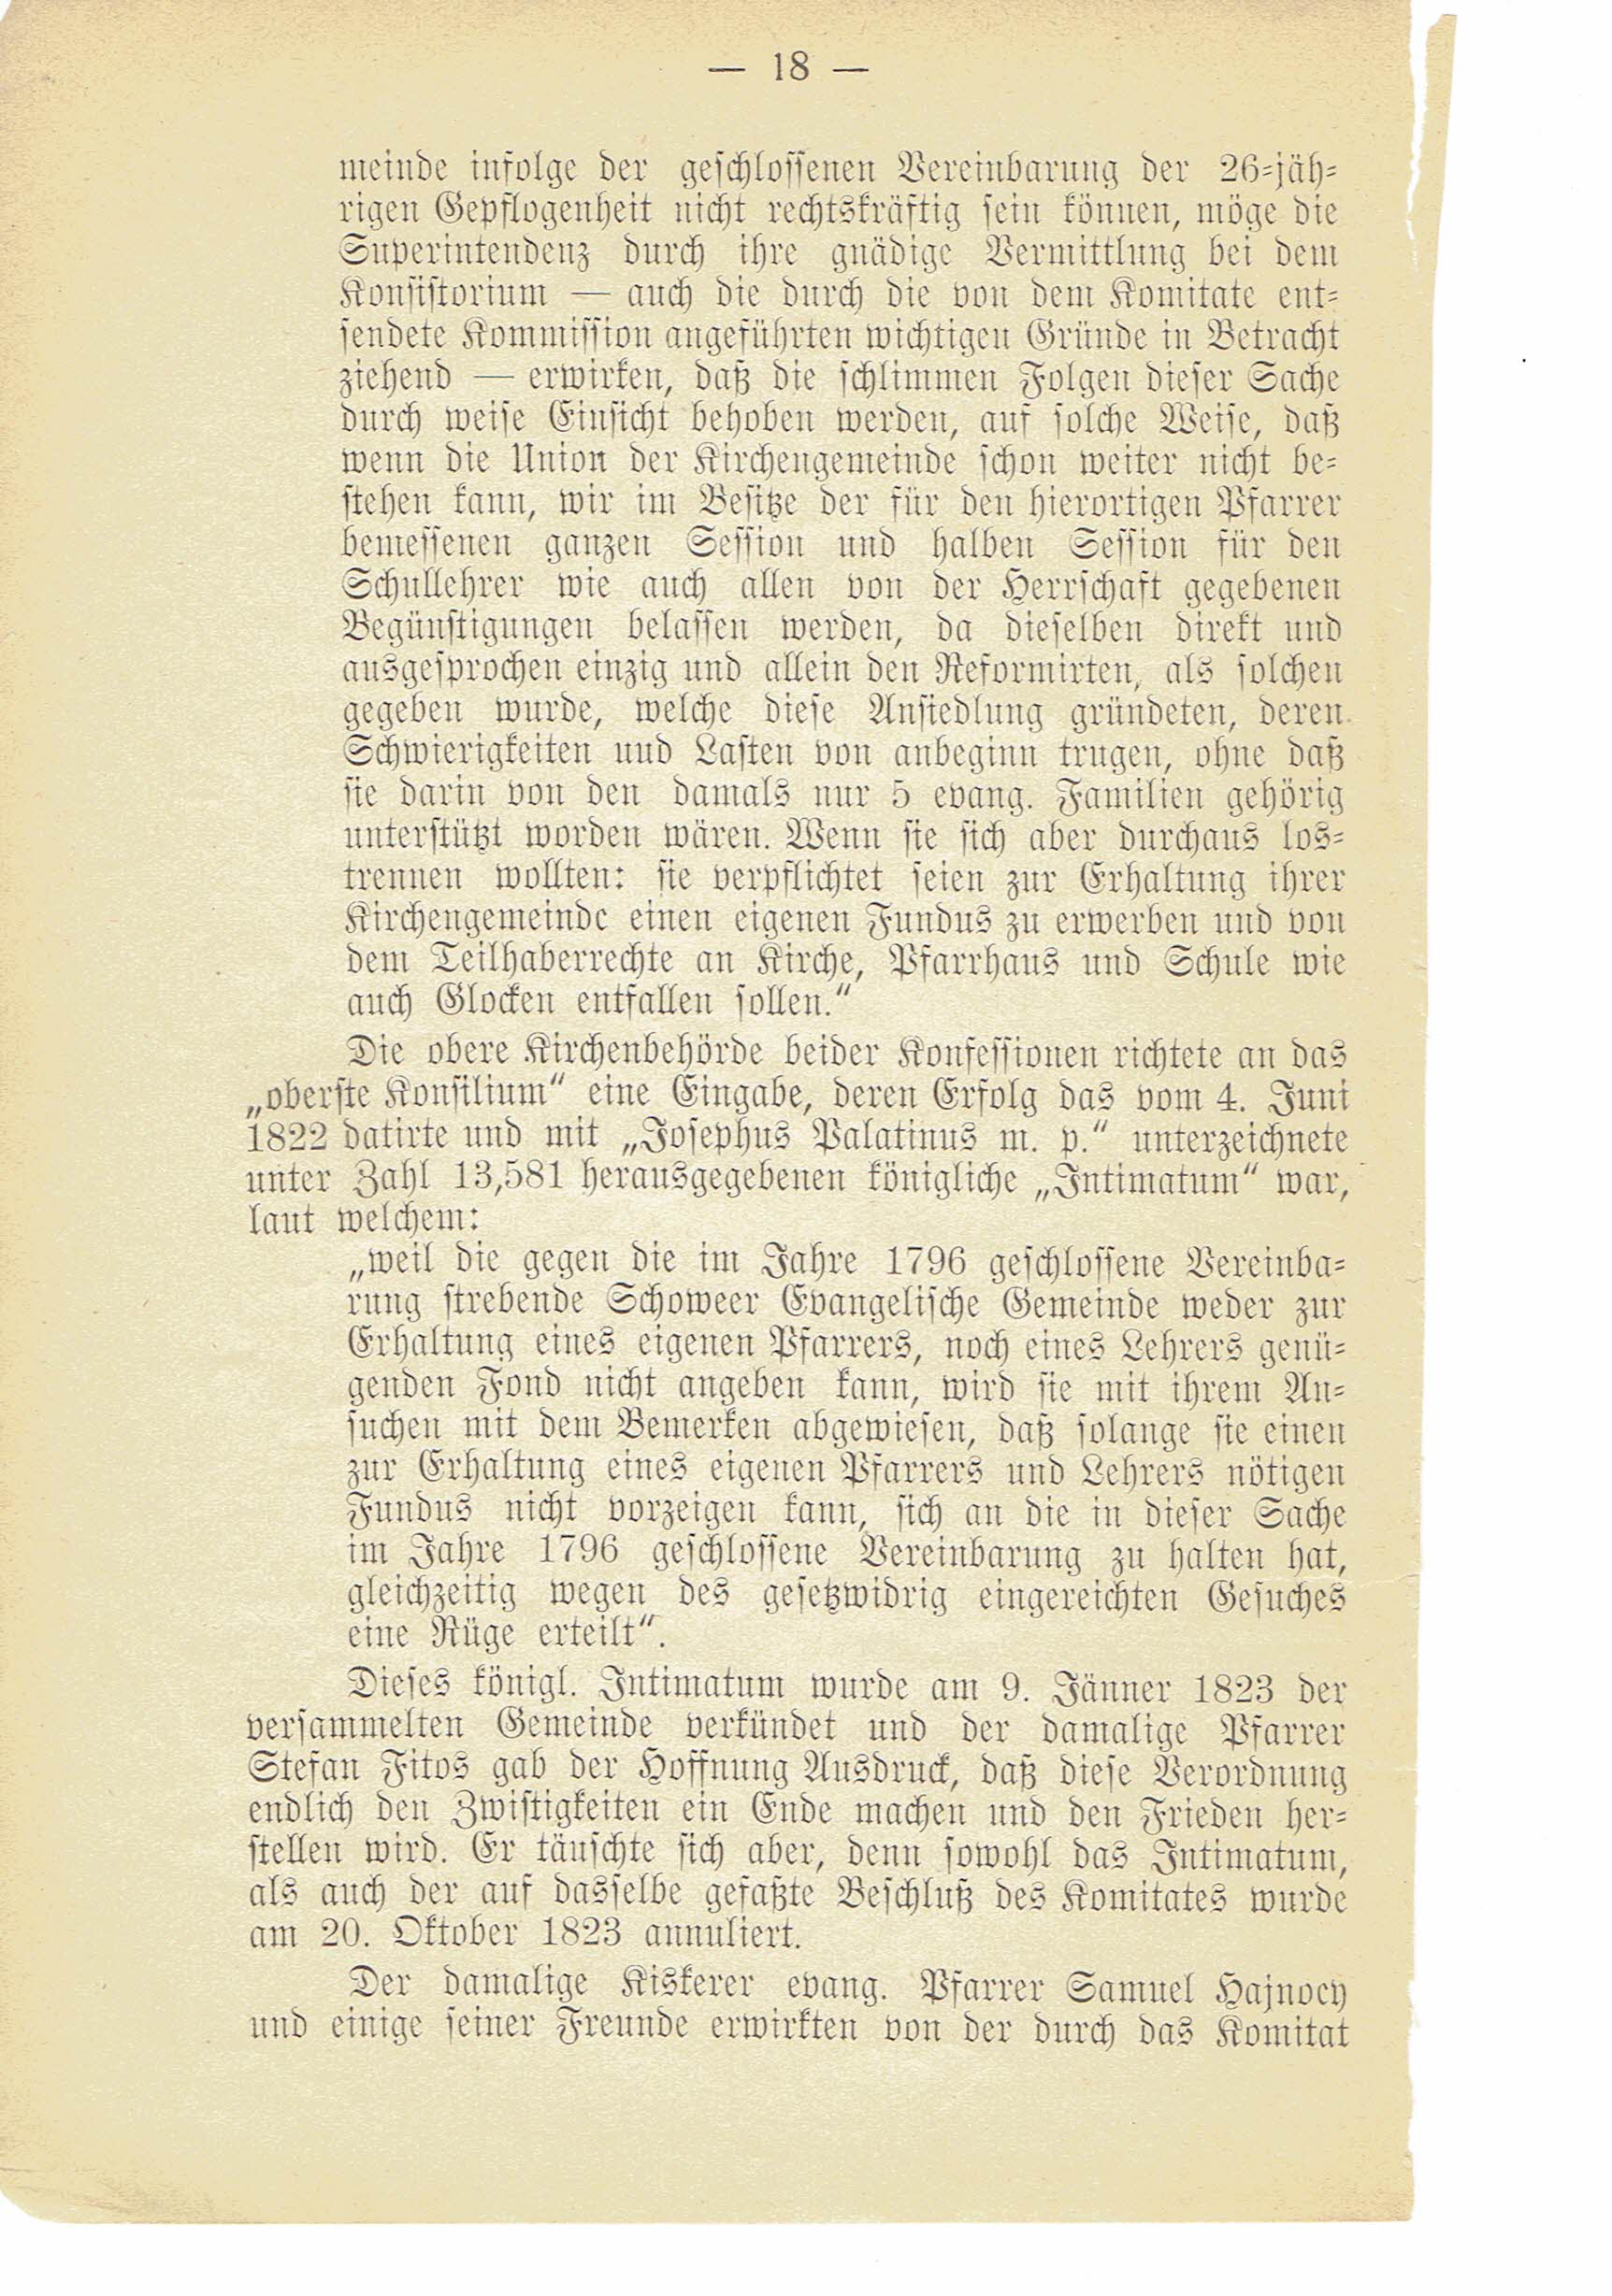 — 18 —
meinde infolge der geschlossenen Vereinbarung der 26-jäh-
rigen Gepflogenheit nicht rechtskräftig sein können, möge die
Superintendenz durch ihre gnädige Vermittlung bei dem
Konsistorium — auch die durch die von dem Komitate ent-
sendete Kommission angeführten wichtigen Gründe in Betracht
ziehend — erwirken, daß die schlimmen Folgen dieser Sache
durch weise Einsicht behoben werden, auf solche Weise, daß
wenn die Union der Kirchengemeinde schon weiter nicht be-
stehen kann, wir im Besitze der für den hierortigen Pfarrer
bemessenen ganzen Session und halben Session für den
Schullehrer wie auch allen von der Herrschaft gegebenen
Begünstigungen belassen werden, da dieselben direkt und
ausgesprochen einzig und allein den Reformirten, als solchen
gegeben wurde, welche diese Ansiedlung gründeten, deren
Schwierigkeiten und Lasten von anbeginn trugen, ohne daß
sie darin von den damals nur 5 evang. Familien gehörig
unterstützt worden wären. Wenn sie sich aber durchaus los-
trennen wollten: sie verpflichtet seien zur Erhaltung ihrer
Kirchengemeinde einen eigenen Fundus zu erwerben und von
dem Teilhaberrechte an Kirche, Pfarrhaus und Schule wie
auch Glocken entfallen sollen.“
Die obere Kirchenbehörde beider Konfessionen richtete an das
„oberste Konsilium“ eine Eingabe, deren Erfolg das vom 4. Juni
1822 datirte und mit „Josephus Palatinus m. p.“ unterzeichnete
unter Zahl 13,581 herausgegebenen königliche „Intimatum“ war,
laut welchem:
„weil die gegen die im Jahre 1796 geschlossene Vereinba-
rung strebende Schoweer Evangelische Gemeinde weder zur
Erhaltung eines eigenen Pfarrers, noch eines Lehrers genü-
genden Fond nicht angeben kann, wird sie mit ihrem An-
suchen mit dem Bemerken abgewiesen, daß solange sie einen
zur Erhaltung eines eigenen Pfarrers und Lehrers nötigen
Fundus nicht vorzeigen kann, sich an die in dieser Sache
im Jahre 1796 geschlossene Vereinbarung zu halten hat,
gleichzeitig wegen des gesetzwidrig eingereichten Gesuches
eine Rüge erteilt“.
Dieses königl. Intimatum wurde am 9. Jänner 1823 der
versammelten Gemeinde verkündet und der damalige Pfarrer
Stefan Fitos gab der Hoffnung Ausdruck, daß diese Verordnung
endlich den Zwistigkeiten ein Ende machen und den Frieden her-
stellen wird. Er täuschte sich aber, denn sowohl das Intimatum,
als auch der auf dasselbe gefaßte Beschluß des Komitates wurde
am 20. Oktober 1823 annuliert.
Der damalige Kiskerer evang. Pfarrer Samuel Hajnocy
und einige seiner Freunde erwirkten von der durch das Komitat